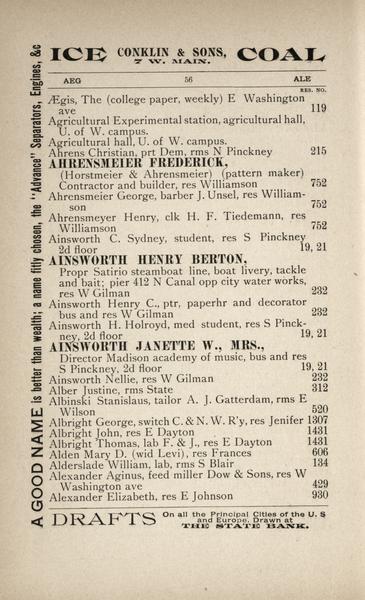 ICE CONKLIN & SONS, COAL
7 W. MAIN.
AEG 56 ALE
RES. NO.
Ægis, The (college paper, weekly) E Washington
ave 119
Agricultural Experimental station, agricultural hall,
U. of W. campus.
Agricultural hall, U. of W. campus.
Ahrens Christian, prt Dem, rms N Pinckney 215
AHRENSMEIER FREDERICK,
(Horstmeier & Ahrensmeier) (pattern maker)
Contractor and builder, res Williamson 752
Ahrensmeier George, barber J. Unsel, res William-
son 752
Ahrensmeyer Henry, clk H. F. Tiedemann, res
Williamson 752
Ainsworth C. Sydney, student, res S Pinckney
2d floor 19, 21
AINSWORTH HENRY BERTON,
Propr Satirio steamboat line, boat livery, tackle
and bait; pier 412 N Canal opp city water works,
res W Gilman 232
Ainsworth Henry C., ptr, paperhr and decorator
bus and res W Gilman 232
Ainsworth H. Holroyd, med student, res S Pinck-
ney, 2d floor 19, 21
AINSWORTH JANETTE W., MRS.,
Director Madison academy of music, bus and res
S Pinckney, 2d floor 19, 21
Ainsworth Nellie, res W Gilman 232
Alber Justine, rms State 312
Albinski Stanislaus, tailor A. J. Gatterdam, rms E
Wilson 520
Albright George, switch C. & N. W. R'y, res Jenifer 1307
Albright John, res E Dayton 1431
Albright Thomas, lab F. & J., res E Dayton 1431
Alden Mary D. (wid Levi), res Frances 606
Alderslade William, lab, rms S Blair 134
Alexander Aginus, feed miller Dow & Sons, res W
Washington ave 429
Alexander Elizabeth, res E Johnson 930
DRAFTS On all the Principal Cities of the U. S
and Europe. Drawn at
THE STATE BANK.
A GOOD NAME is better than wealth; a name fitly chosen, the "Advance" Separators, Engines, &c